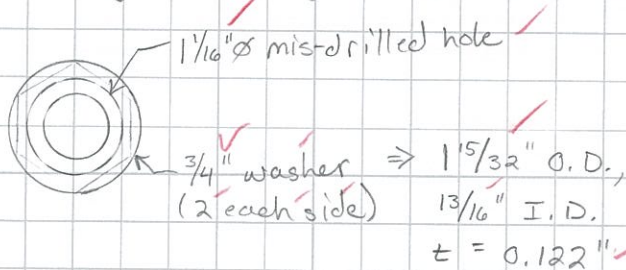 1 1/16"ø mis-drilled hole
3/4" washer ⇒ 1 15/32" O.D.,
(2 each side) 13/16" I.D.
t = 0.122"